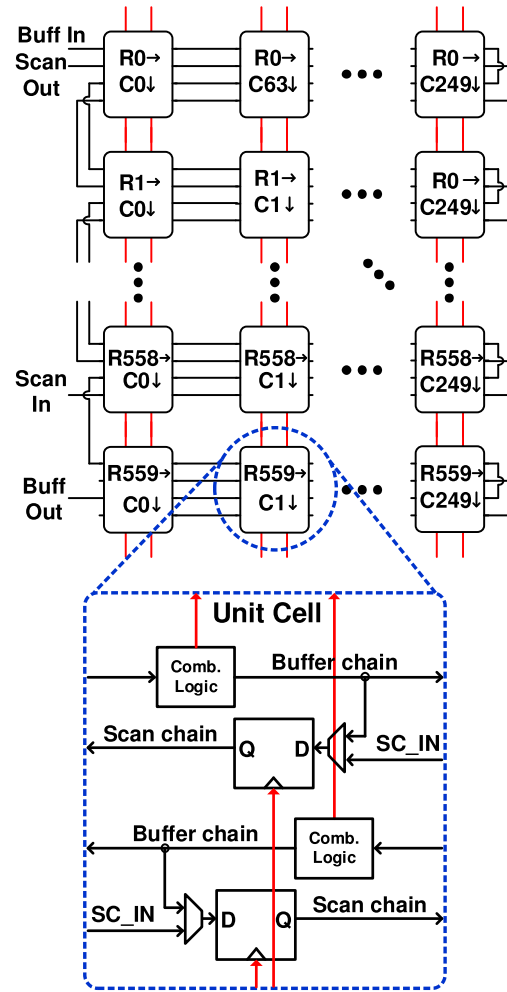 Buff In
Scan
Out
R0→
C0↓
R0→
C63↓
R0→
C249↓
R1→
C0↓
R1→
C1↓
R0→
C249↓
R558→
C0↓
R558→
C1↓
R558→
C249↓
Scan
In
R559→
C0↓
R559→
C1↓
R559→
C249↓
Buff
Out
Unit Cell
Comb.
Logic
Buffer chain
Scan chain
Q
D
SC_IN
Buffer chain
Comb.
Logic
SC_IN
D
Q
Scan chain